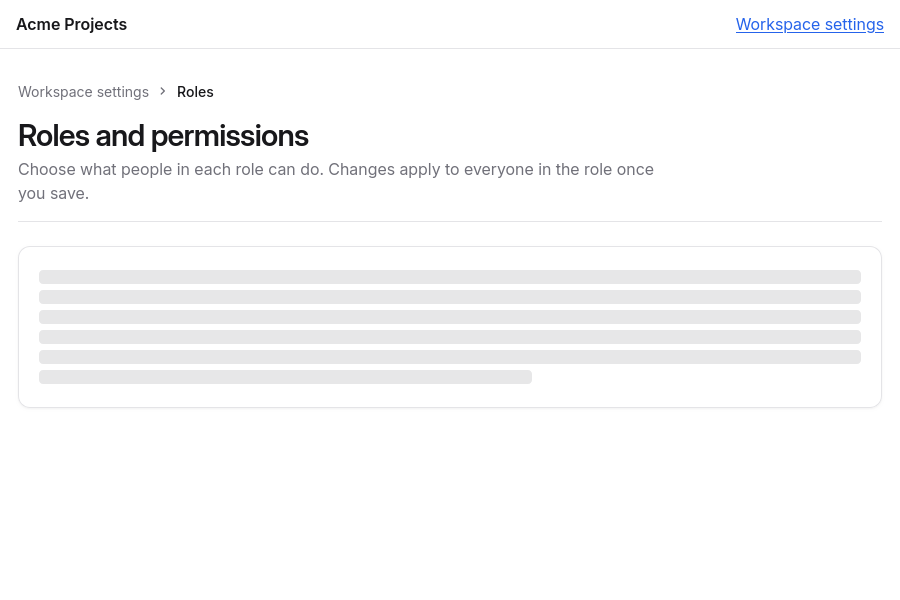 Acme Projects
Workspace settings
Workspace settings > Roles
Roles and permissions
Choose what people in each role can do. Changes apply to everyone in the role once
you save.